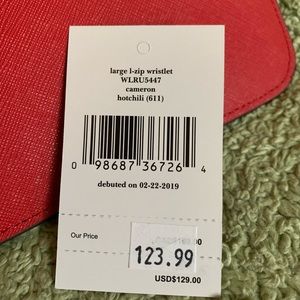 large l-zip wristlet
WLRU5447
cameron
hotchili (611)
0 98687 36726 4
debuted on 02-22-2019
Our Price
123.99
USD$129.00